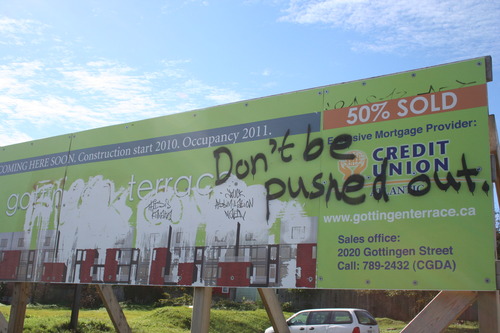 COMING HERE SOON. Construction start 2010. Occupancy 2011.
terrace
50% SOLD
Exclusive Mortgage Provider:
CREDIT
UNION
ATLANTIC
Don't be
pushed out.
www.gottingenterrace.ca
Sales office:
2020 Gottingen Street
Call: 789-2432 (CGDA)